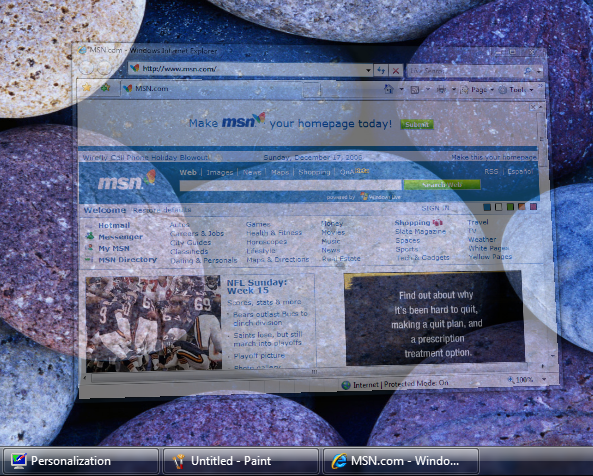 MSN.com - Windows Internet Explorer
http://www.msn.com/
Live Search
MSN.com
Page
Tools
Make msn your homepage today! Submit
Wirefly Cell Phone Holiday Blowout!
Sunday, December 17, 2006
Make this your homepage
msn
Web | Images | News | Maps | Shopping | QnA
RSS | Español
Search Web
powered by Windows Live
Welcome
SIGN IN
Hotmail
Messenger
My MSN
MSN Directory
Autos
Careers & Jobs
City Guides
Classifieds
Dating & Personals
Games
Health & Fitness
Horoscopes
Lifestyle
Maps & Directions
Money
Movies
Music
News
Real Estate
Shopping
Slate Magazine
Spaces
Sports
Tech & Gadgets
Travel
TV
Weather
White Pages
Yellow Pages
NFL Sunday:
Week 15
Scores, stats & more
Bears outlast Bucs to
clinch division
Saints lose, but still
march into playoffs
Playoff picture
Photo gallery
69
Find out about why
it's been hard to quit,
making a quit plan, and
a prescription
treatment option.
Internet | Protected Mode: On
100%
Personalization
Untitled - Paint
MSN.com - Windo...